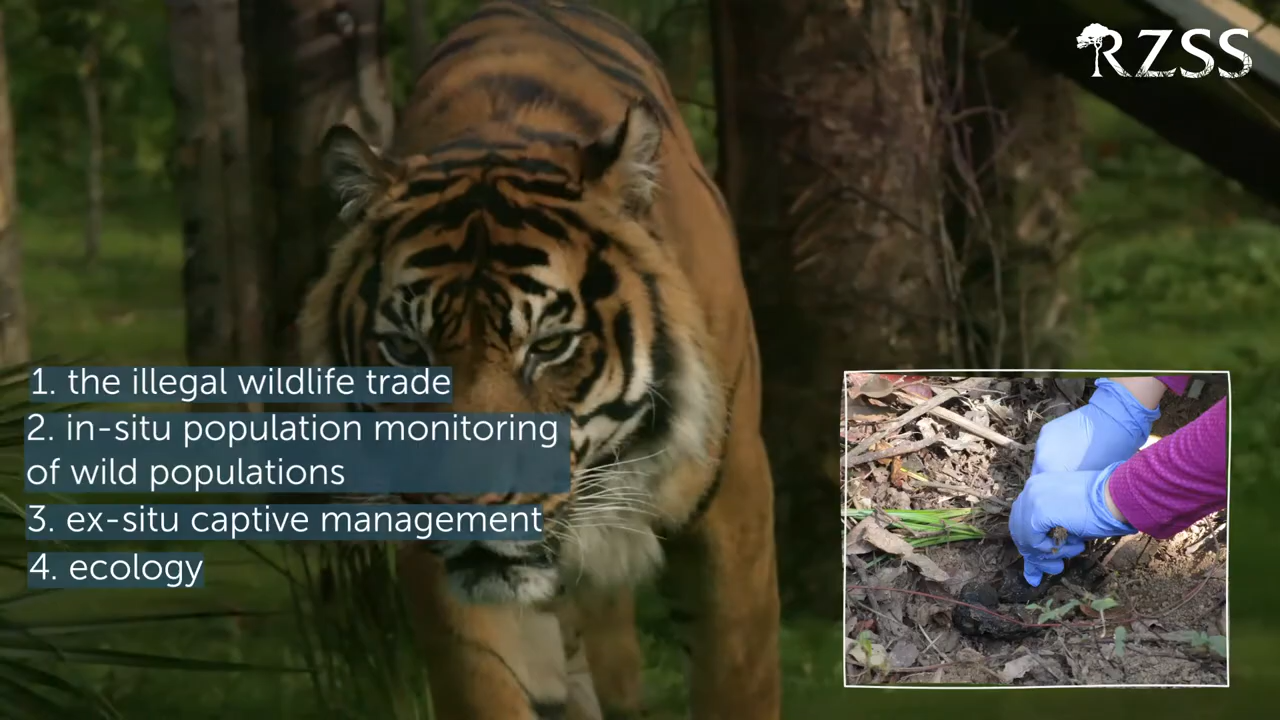 RZSS
1. the illegal wildlife trade
2. in-situ population monitoring
of wild populations
3. ex-situ captive management
4. ecology